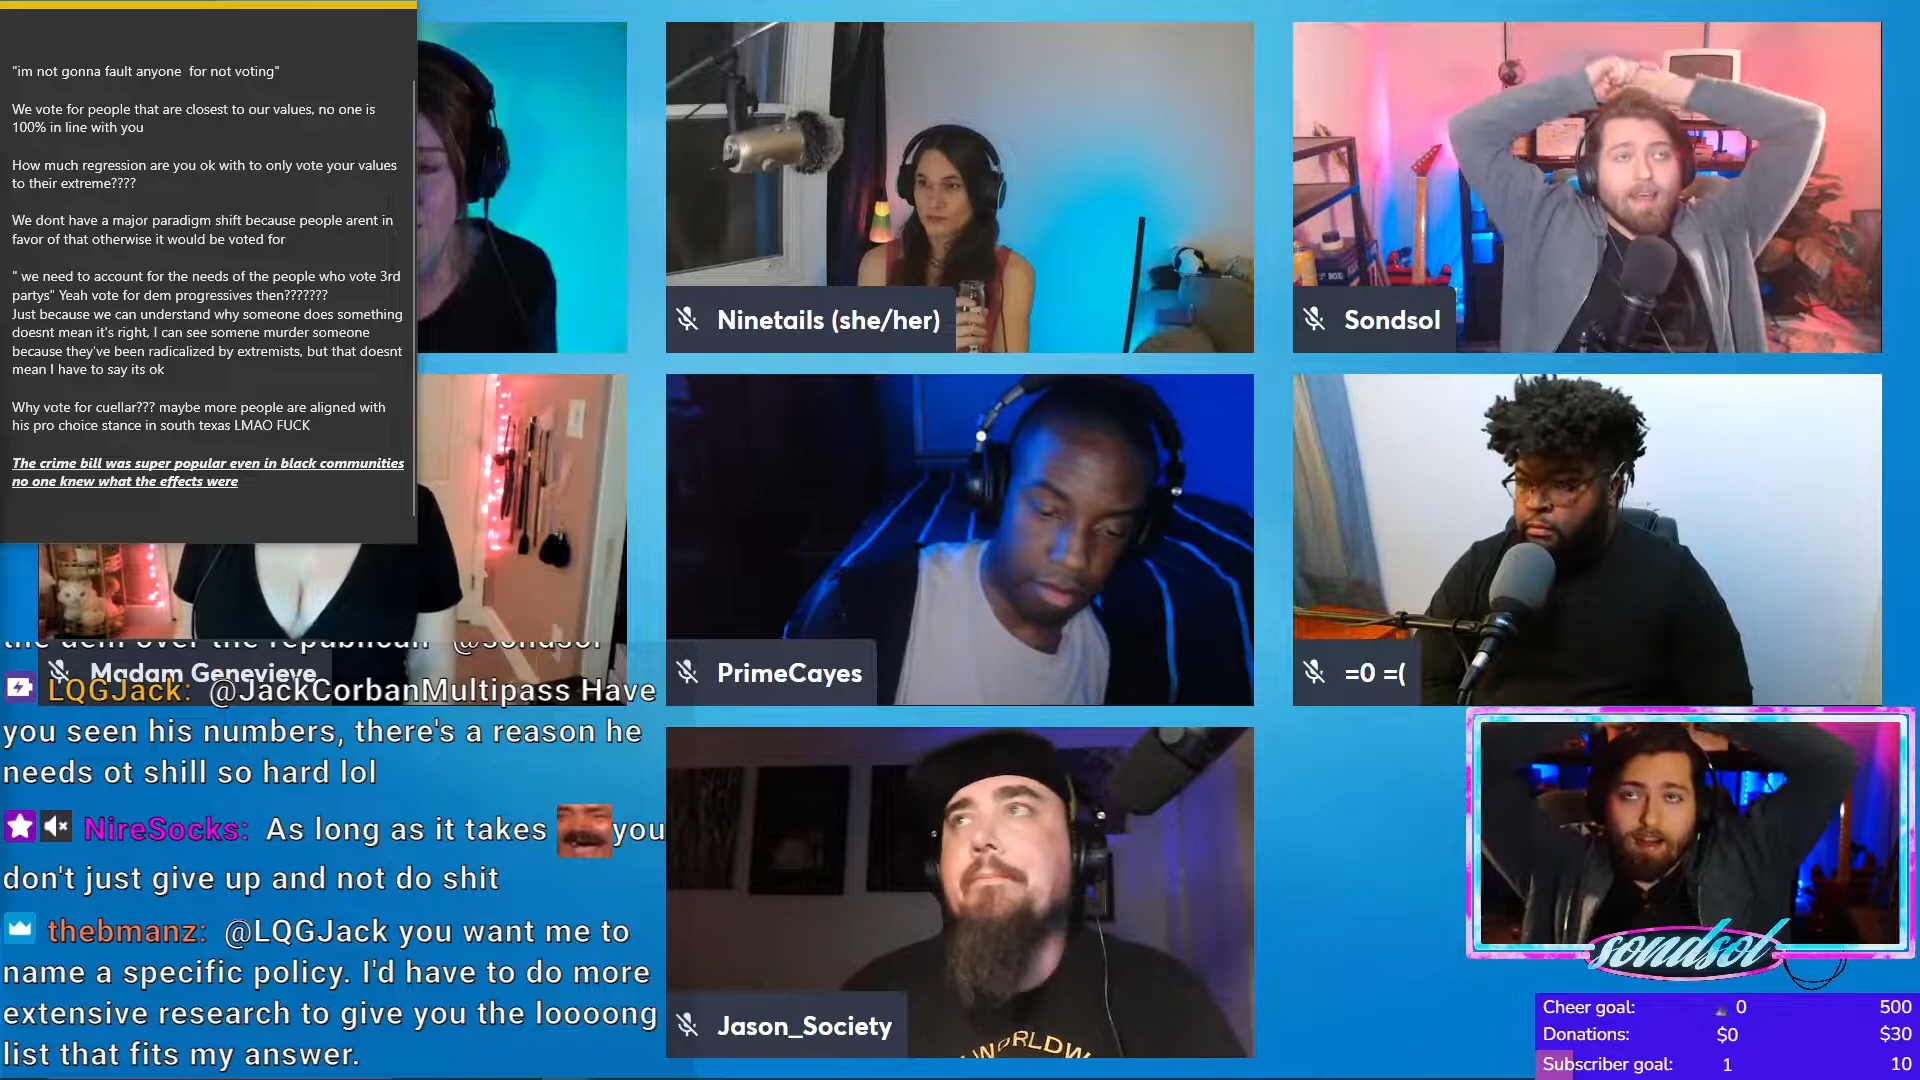 "im not gonna fault anyone  for not voting"
We vote for people that are closest to our values, no one is
100% in line with you
How much regression are you ok with to only vote your values
to their extreme????
We dont have a major paradigm shift because people arent in
favor of that otherwise it would be voted for
" we need to account for the needs of the people who vote 3rd
partys" Yeah vote for dem progressives then???????
Just because we can understand why someone does something
doesnt mean it's right, I can see somene murder someone
because they've been radicalized by extremists, but that doesnt
mean I have to say its ok
Why vote for cuellar??? maybe more people are aligned with
his pro choice stance in south texas LMAO FUCK
The crime bill was super popular even in black communities
no one knew what the effects were
Ninetails (she/her)
Sondsol
the dem over the republican @sondsol
Madam Genevieve
PrimeCayes
=0 =(
LQGJack: @JackCorbanMultipass Have
you seen his numbers, there's a reason he
needs ot shill so hard lol
NireSocks: As long as it takes you
don't just give up and not do shit
thebmanz: @LQGJack you want me to
name a specific policy. I'd have to do more
extensive research to give you the loooong
list that fits my answer.
Jason_Society
sondsol
Cheer goal: 0 500
Donations: $0 $30
Subscriber goal: 1 10